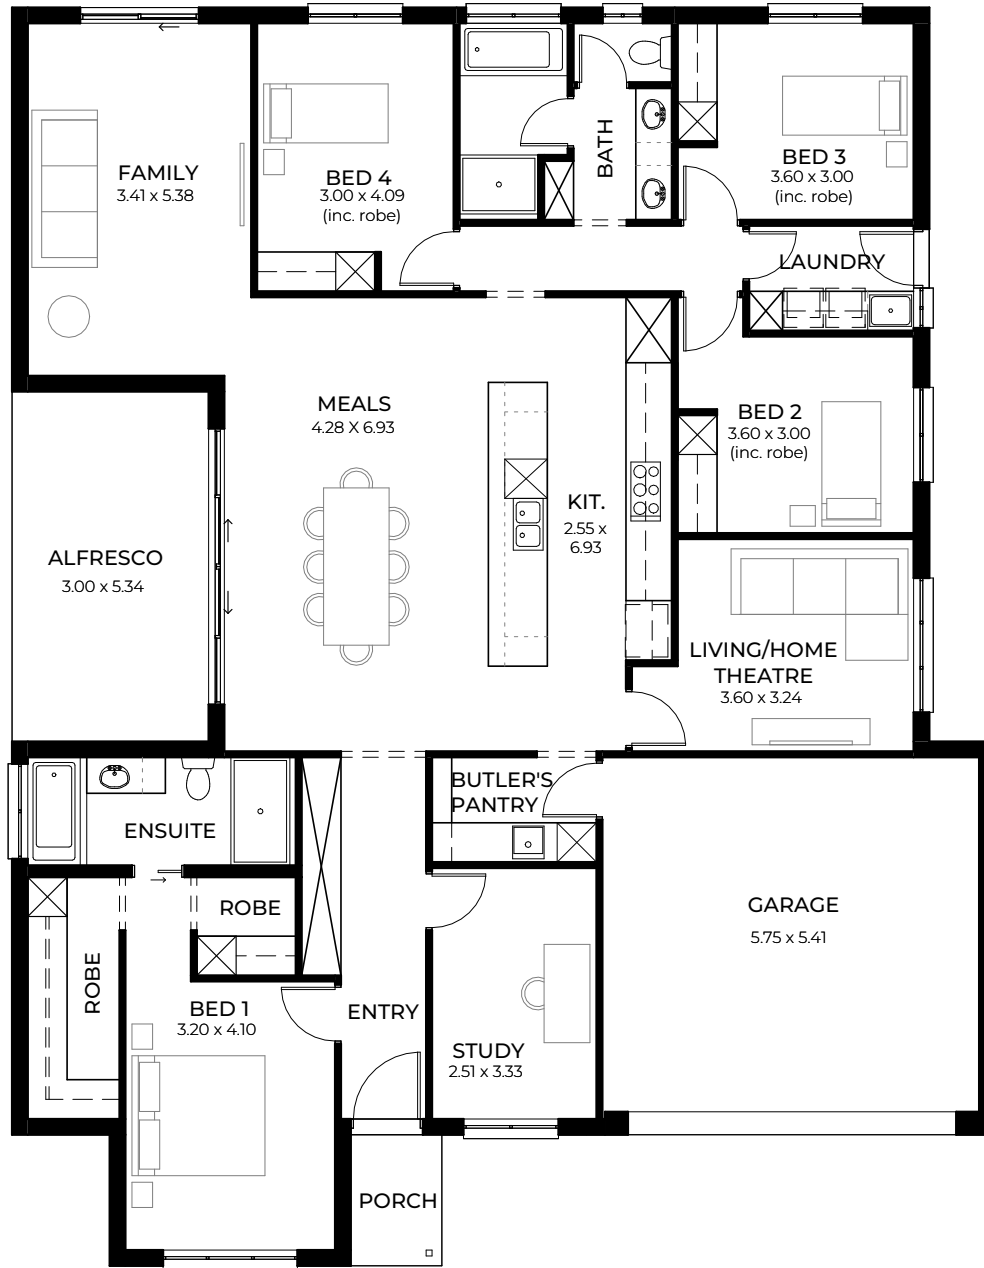 FAMILY
3.41 x 5.38
BED 4
3.00 x 4.09
(inc. robe)
BATH
BED 3
3.60 x 3.00
(inc. robe)
LAUNDRY
MEALS
4.28 X 6.93
KIT.
2.55 x
6.93
BED 2
3.60 x 3.00
(inc. robe)
ALFRESCO
3.00 x 5.34
LIVING/HOME
THEATRE
3.60 x 3.24
BUTLER'S
PANTRY
ENSUITE
ROBE
ROBE
GARAGE
5.75 x 5.41
BED 1
3.20 x 4.10
ENTRY
STUDY
2.51 x 3.33
PORCH